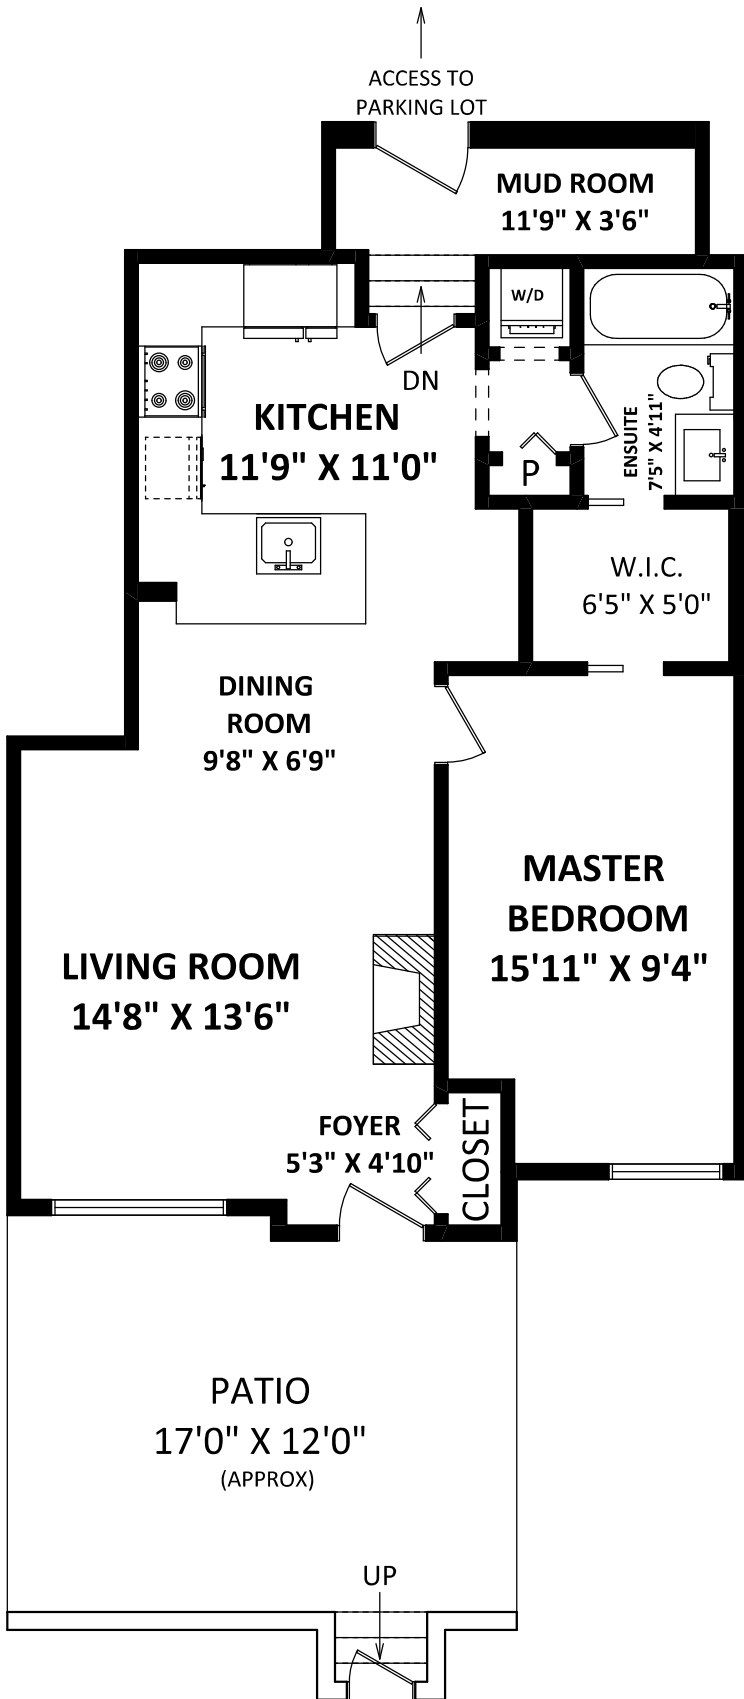 ACCESS TO
PARKING LOT
MUD ROOM
11'9" X 3'6"
W/D
DN
KITCHEN
11'9" X 11'0"
ENSUITE
7'5" X 4'11"
P
W.I.C.
6'5" X 5'0"
DINING
ROOM
9'8" X 6'9"
MASTER
BEDROOM
15'11" X 9'4"
LIVING ROOM
14'8" X 13'6"
FOYER
5'3" X 4'10"
CLOSET
PATIO
17'0" X 12'0"
(APPROX)
UP